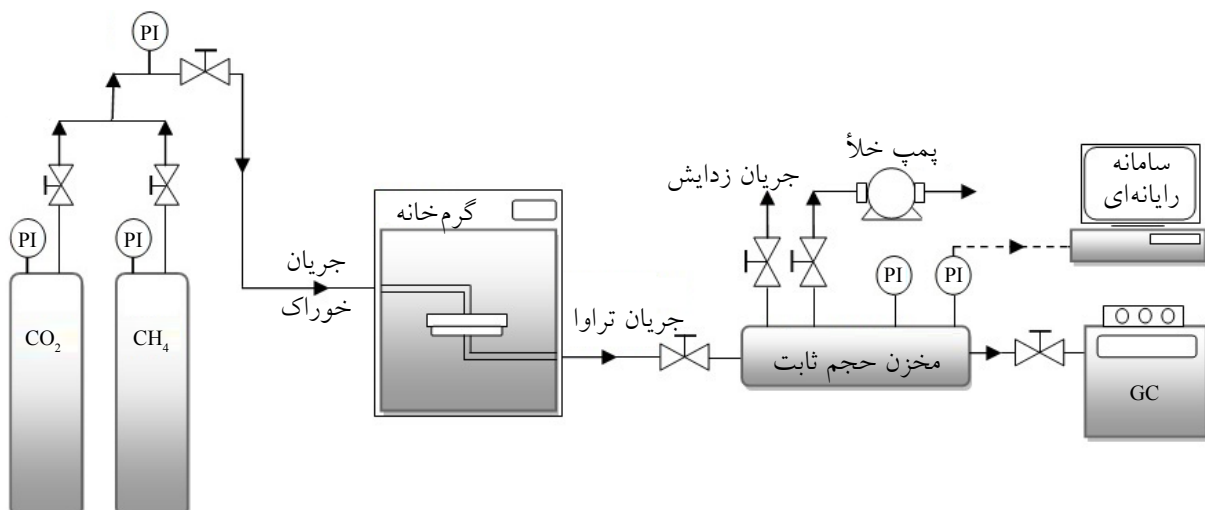 PI
پمپ خلأ
سامانه
رایانه‌ای
جریان زدایش
گرم‌خانه
PI
PI
PI
PI
جریان
خوراک
جریان تراوا
CO₂
CH₄
مخزن حجم ثابت
GC